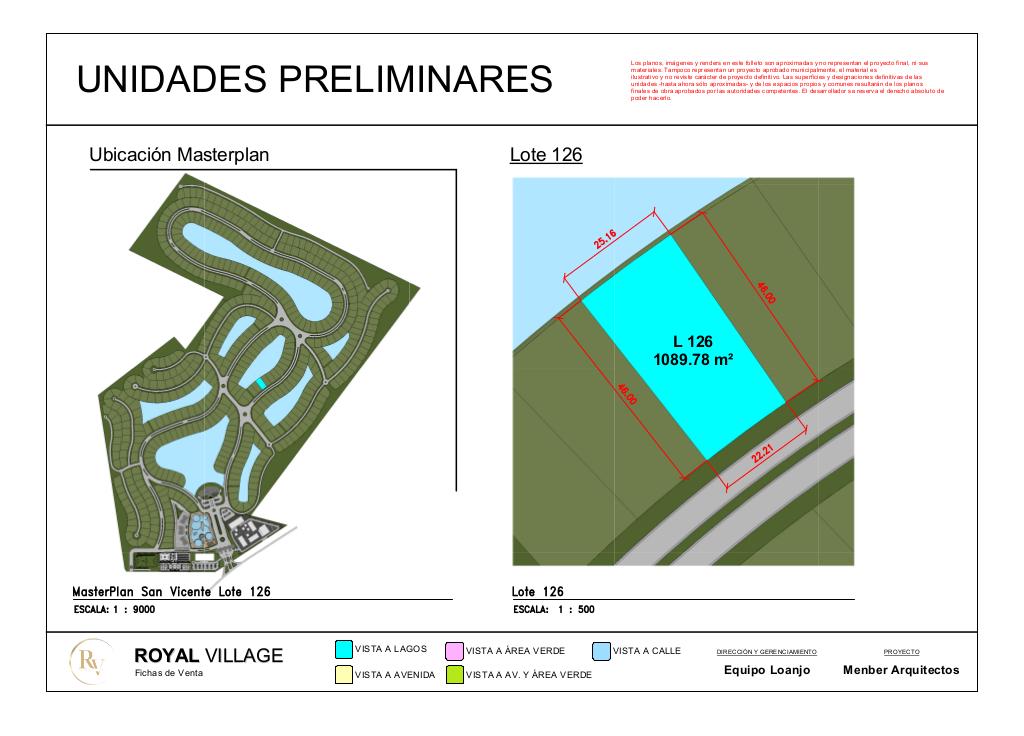 UNIDADES PRELIMINARES
Los planos, imágenes y renders en este folleto son aproximadas y no representan el proyecto final, ni sus
materiales. Tampoco representan un proyecto aprobado municipalmente, el material es
ilustrativo y no reviste carácter de proyecto definitivo. Las superficies y designaciones definitivas de las
unidades -hasta ahora sólo aproximadas- y de los espacios propios y comunes resultarán de los planos
finales de obra aprobados por las autoridades competentes. El desarrollador se reserva el derecho absoluto de
poder hacerlo.
Ubicación Masterplan
Lote 126
25.16
46.00
L 126
1089.78 m²
46.00
22.21
MasterPlan San Vicente Lote 126
ESCALA: 1 : 9000
Lote 126
ESCALA: 1 : 500
RV
ROYAL VILLAGE
Fichas de Venta
VISTA A LAGOS
VISTA A ÁREA VERDE
VISTA A CALLE
VISTA A AVENIDA
VISTA A AV. Y ÁREA VERDE
DIRECCIÓN Y GERENCIAMIENTO
Equipo Loanjo
PROYECTO
Menber Arquitectos